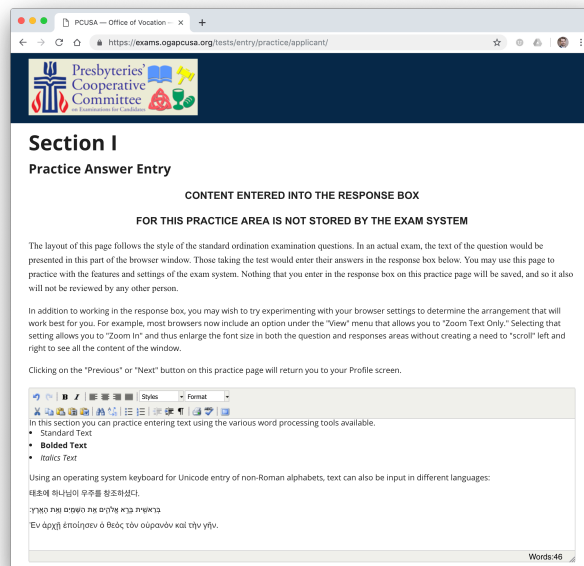 PCUSA — Office of Vocation –
https://exams.ogapcusa.org/tests/entry/practice/applicant/
Presbyteries'
Cooperative
Committee
on Examinations for Candidates
Section I
Practice Answer Entry
CONTENT ENTERED INTO THE RESPONSE BOX
FOR THIS PRACTICE AREA IS NOT STORED BY THE EXAM SYSTEM
The layout of this page follows the style of the standard ordination examination questions. In an actual exam, the text of the question would be
presented in this part of the browser window. Those taking the test would enter their answers in the response box below. You may use this page to
practice with the features and settings of the exam system. Nothing that you enter in the response box on this practice page will be saved, and so it also
will not be reviewed by any other person.
In addition to working in the response box, you may wish to try experimenting with your browser settings to determine the arrangement that will
work best for you. For example, most browsers now include an option under the "View" menu that allows you to "Zoom Text Only." Selecting that
setting allows you to "Zoom In" and thus enlarge the font size in both the question and responses areas without creating a need to "scroll" left and
right to see all the content of the window.
Clicking on the "Previous" or "Next" button on this practice page will return you to your Profile screen.
B I Styles Format
In this section you can practice entering text using the various word processing tools available.
• Standard Text
• Bolded Text
• Italics Text
Using an operating system keyboard for Unicode entry of non-Roman alphabets, text can also be input in different languages:
태초에 하나님이 우주를 창조하셨다.
בְּרֵאשִׁית בָּרָא אֱלֹהִים אֵת הַשָּׁמַיִם וְאֵת הָאָרֶץ׃
Ἐν ἀρχῇ ἐποίησεν ὁ θεὸς τὸν οὐρανὸν καὶ τὴν γῆν.
Words:46